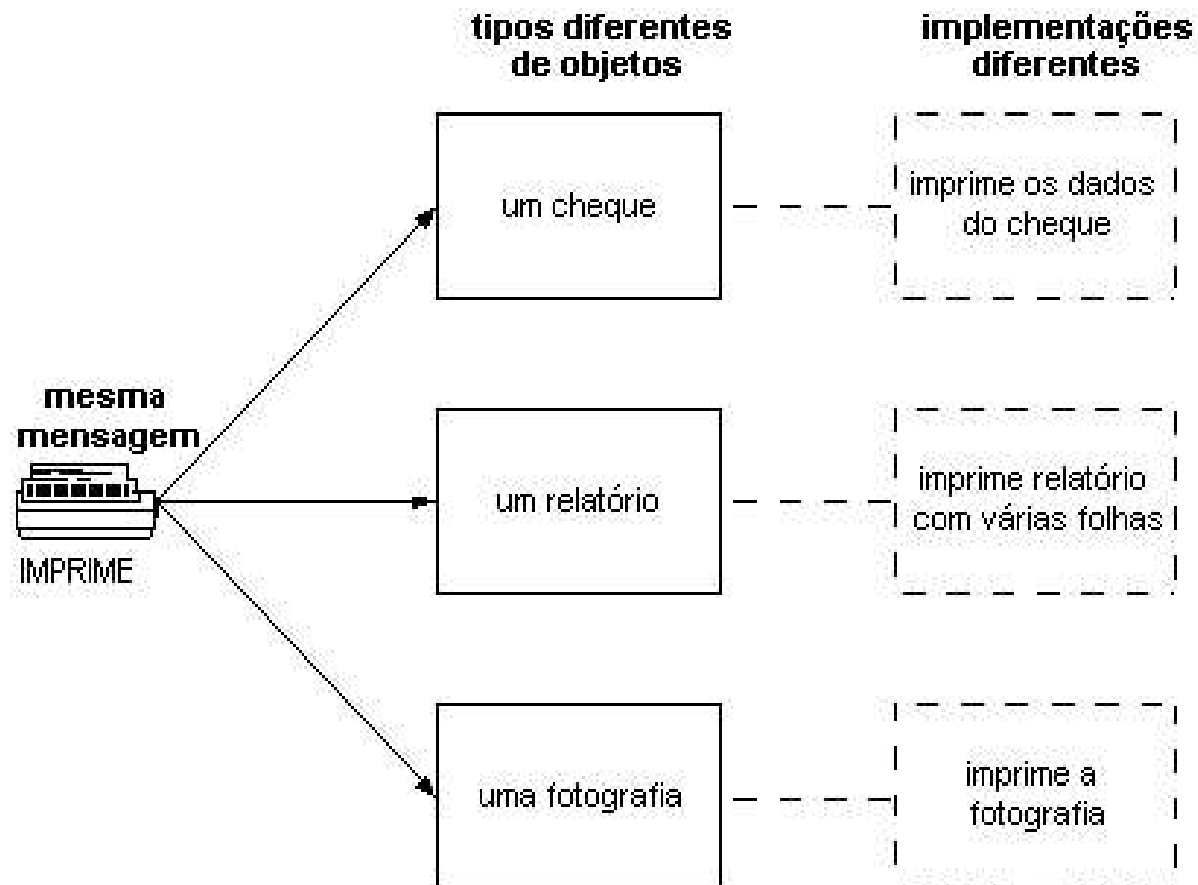 tipos diferentes
de objetos
implementações
diferentes
um cheque
imprime os dados
do cheque
mesma
mensagem
IMPRIME
um relatório
imprime relatório
com várias folhas
uma fotografia
imprime a
fotografia